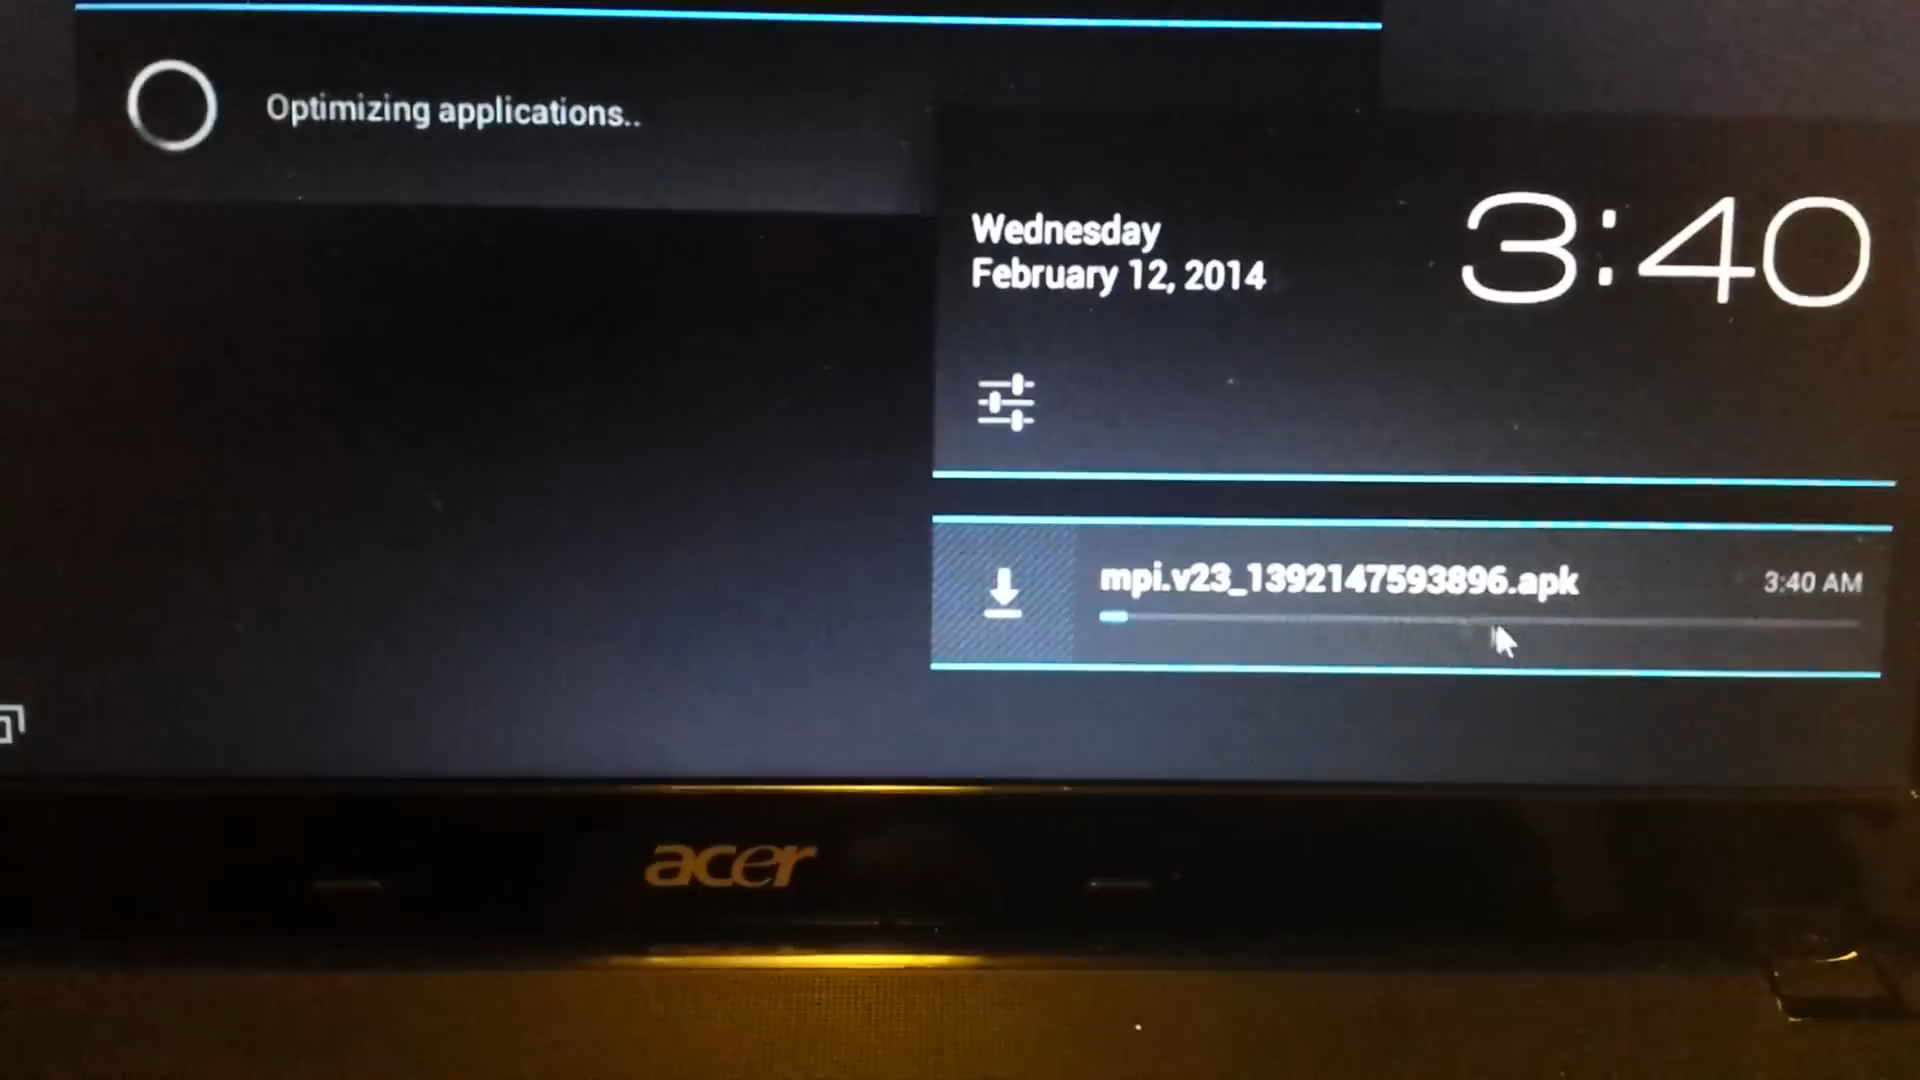 Optimizing applications..
Wednesday
February 12, 2014
3:40
mpi.v23_1392147593896.apk
3:40 AM
acer